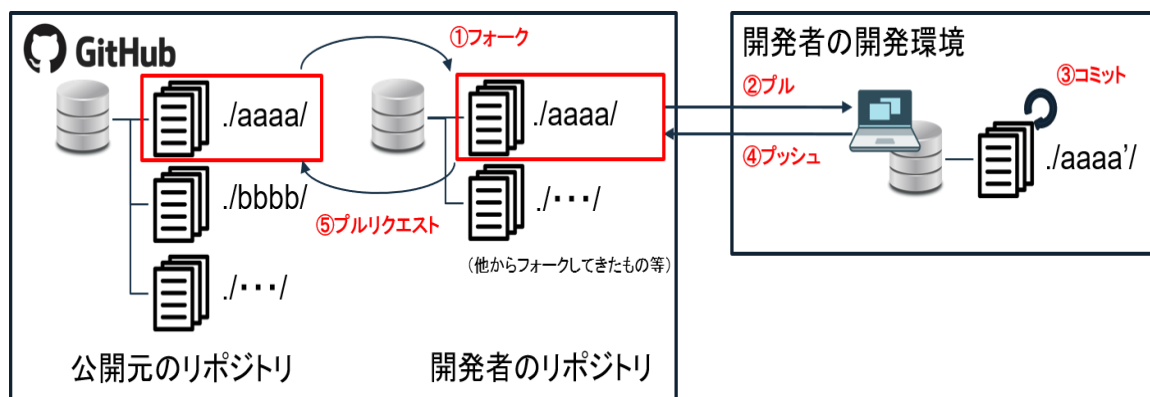 GitHub
①フォーク
./aaaa/
./bbbb/
./･･･/
⑤プルリクエスト
./aaaa/
./･･･/
(他からフォークしてきたもの等)
公開元のリポジトリ
開発者のリポジトリ
開発者の開発環境
②プル
③コミット
④プッシュ
./aaaa’/